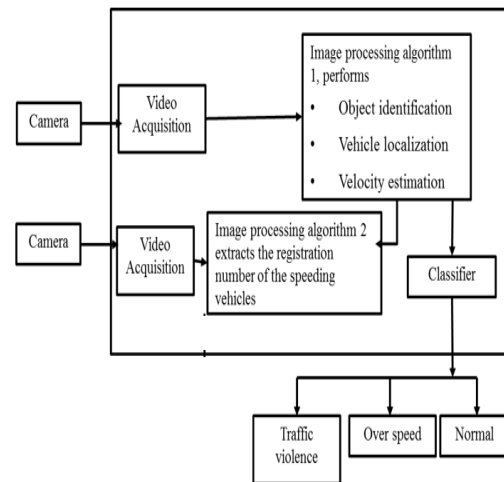 Image processing algorithm
1, performs
• Object identification
• Vehicle localization
• Velocity estimation
Camera
Video
Acquisition
Camera
Video
Acquisition
Image processing algorithm 2
extracts the registration
number of the speeding
vehicles
Classifier
Traffic
violence
Over speed
Normal